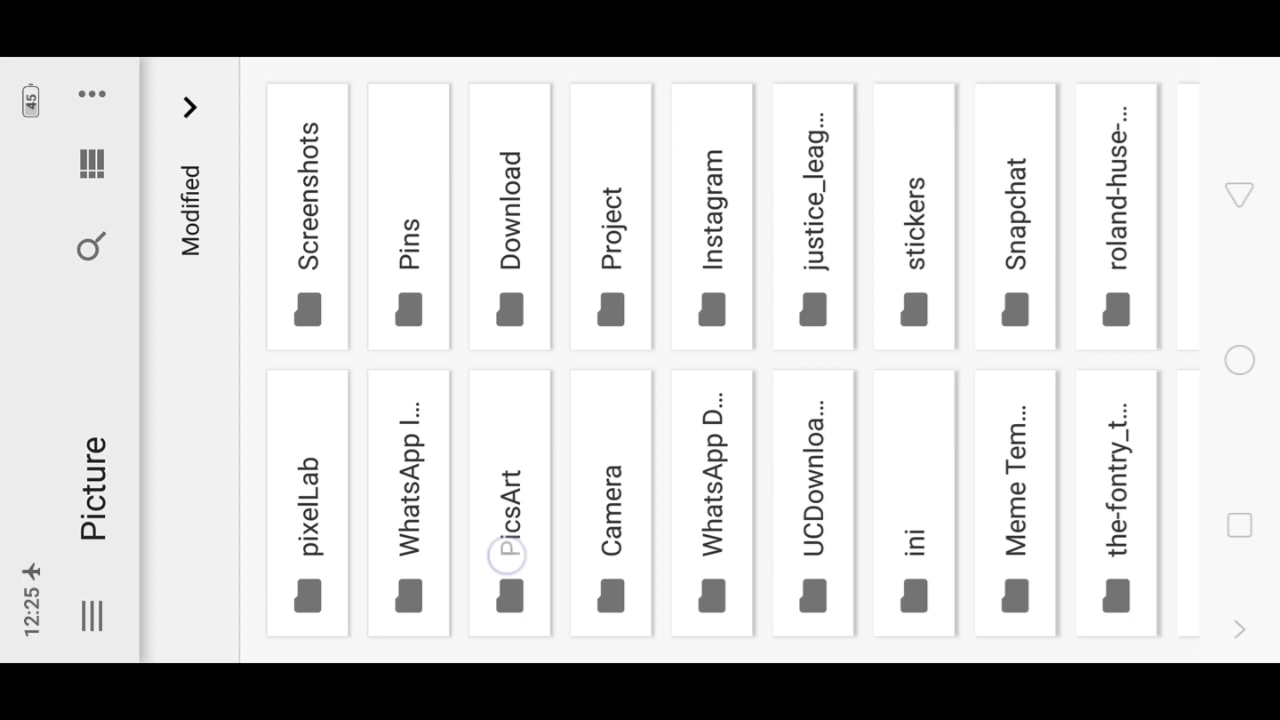 12:25
45
Picture
Modified
pixelLab
Screenshots
WhatsApp I...
Pins
PicsArt
Download
Camera
Project
WhatsApp D...
Instagram
UCDownloa...
justice_leag...
ini
stickers
Meme Tem...
Snapchat
the-fontry_t...
roland-huse-...